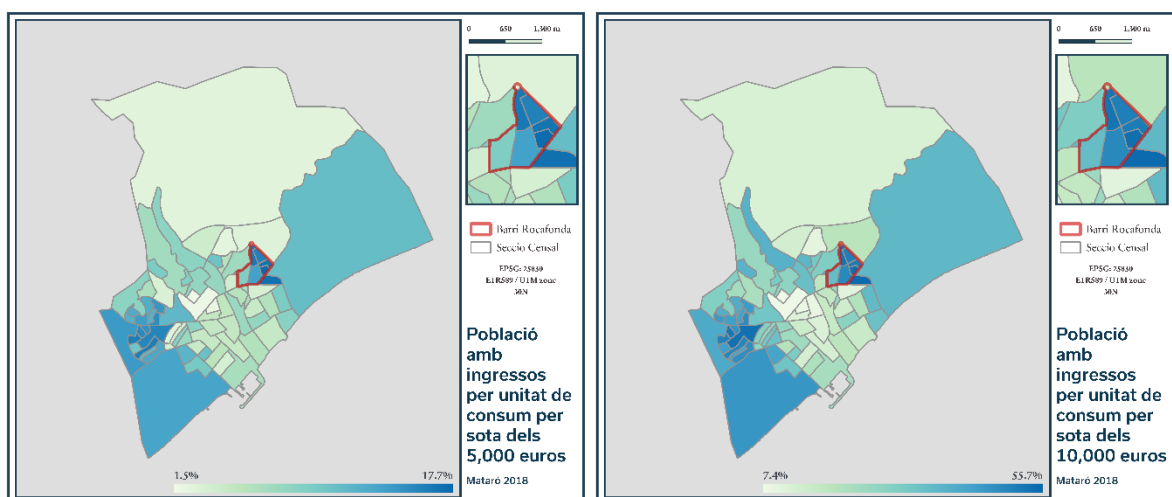 0 650 1,300 m
Barri Rocafonda
Seccio Censal
EPSG: 25830
ETRS89 / UTM zone
30N
Població
amb
ingressos
per unitat de
consum per
sota dels
5,000 euros
Mataró 2018
1.5% 17.7%
0 650 1,300 m
Barri Rocafonda
Seccio Censal
EPSG: 25830
ETRS89 / UTM zone
30N
Població
amb
ingressos
per unitat de
consum per
sota dels
10,000 euros
Mataró 2018
7.4% 55.7%